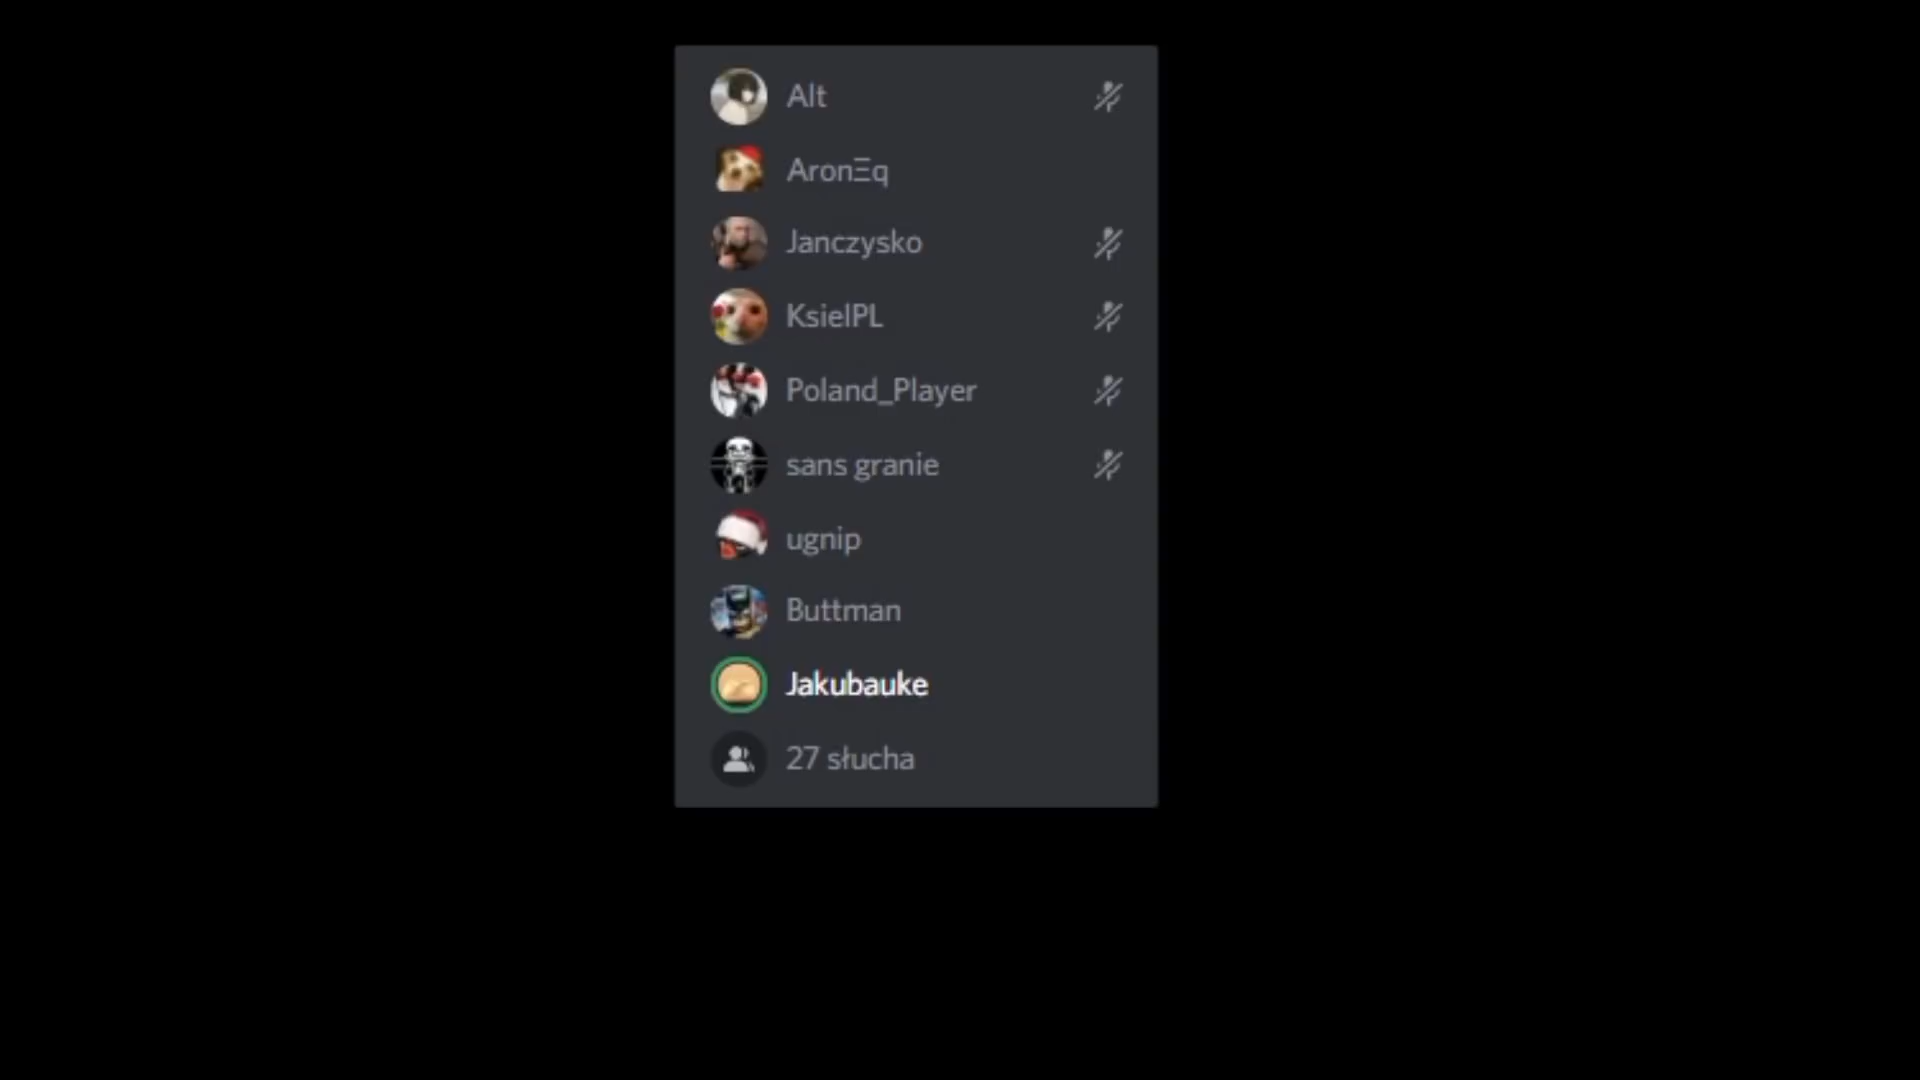 Alt
AronΞq
Janczysko
KsielPL
Poland_Player
sans granie
ugnip
Buttman
Jakubauke
27 słucha